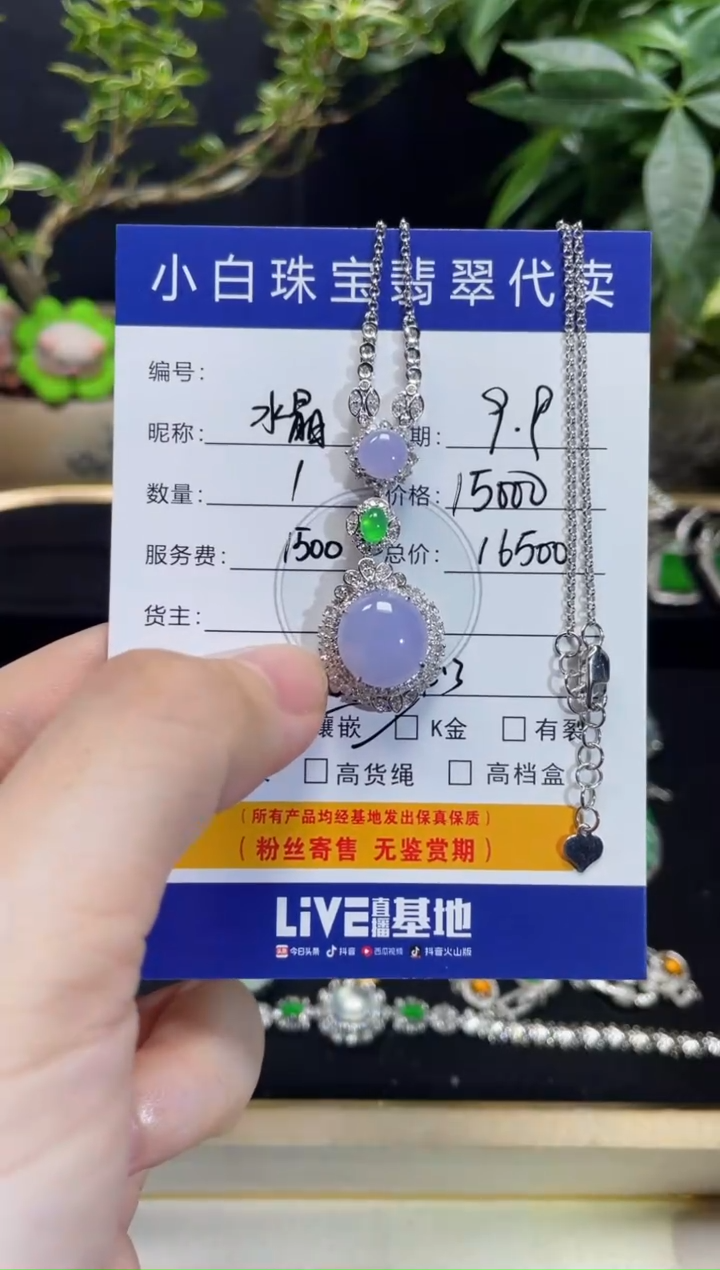 小白珠宝翡翠代卖
编号:
昵称: 水晶 期: 9.9
数量: 1 价格: 15000
服务费: 1500 总价: 16500
货主:
镶嵌 □ K金 □ 有裂
□ 高货绳 □ 高档盒
(所有产品均经基地发出保真保质)
(粉丝寄售 无鉴赏期)
LiVE直播基地
今日头条 抖音 西瓜视频 抖音火山版